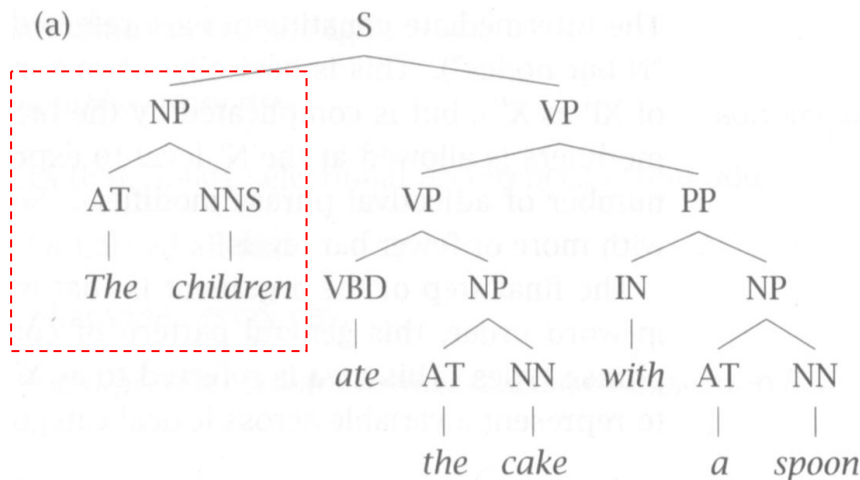 (a) S
NP VP
AT NNS VP PP
The children VBD NP IN NP
ate AT NN with AT NN
the cake a spoon